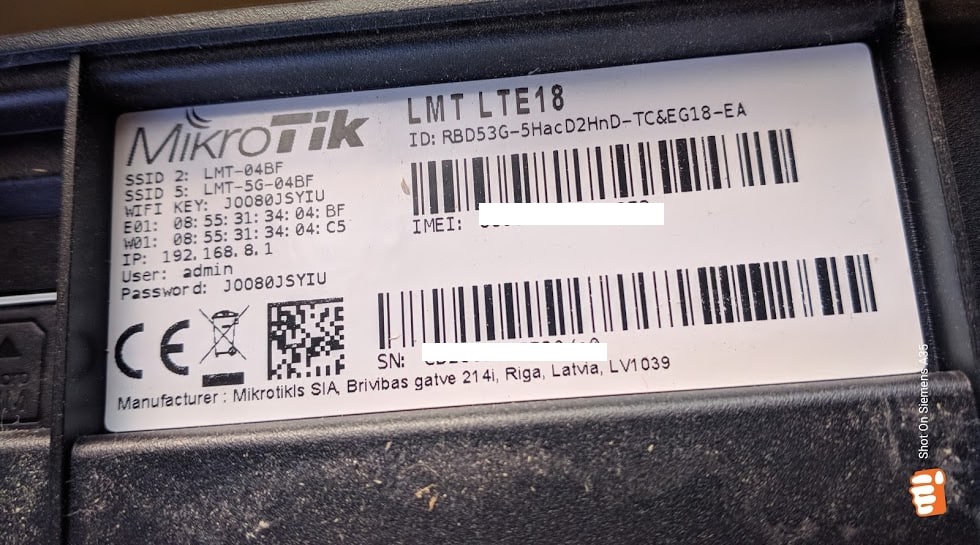 MikroTik
SSID 2: LMT-04BF
SSID 5: LMT-5G-04BF
WIFI KEY: JO080JSYIU
E01: 08:55:31:34:04:BF
W01: 08:55:31:34:04:C5
IP: 192.168.8.1
User: admin
Password: JO080JSYIU
LMT LTE18
ID: RBD53G-5HacD2HnD-TC&EG18-EA
IMEI:
SN:
CE
Manufacturer : Mikrotikls SIA, Brivibas gatve 214i, Riga, Latvia, LV1039
Shot On Siemens A35